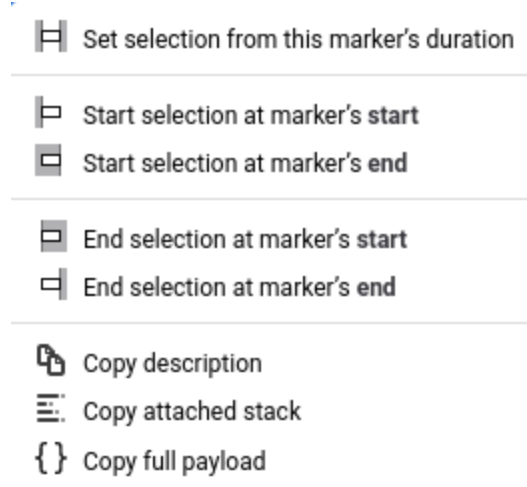 Set selection from this marker’s duration
Start selection at marker’s start
Start selection at marker’s end
End selection at marker’s start
End selection at marker’s end
Copy description
Copy attached stack
Copy full payload